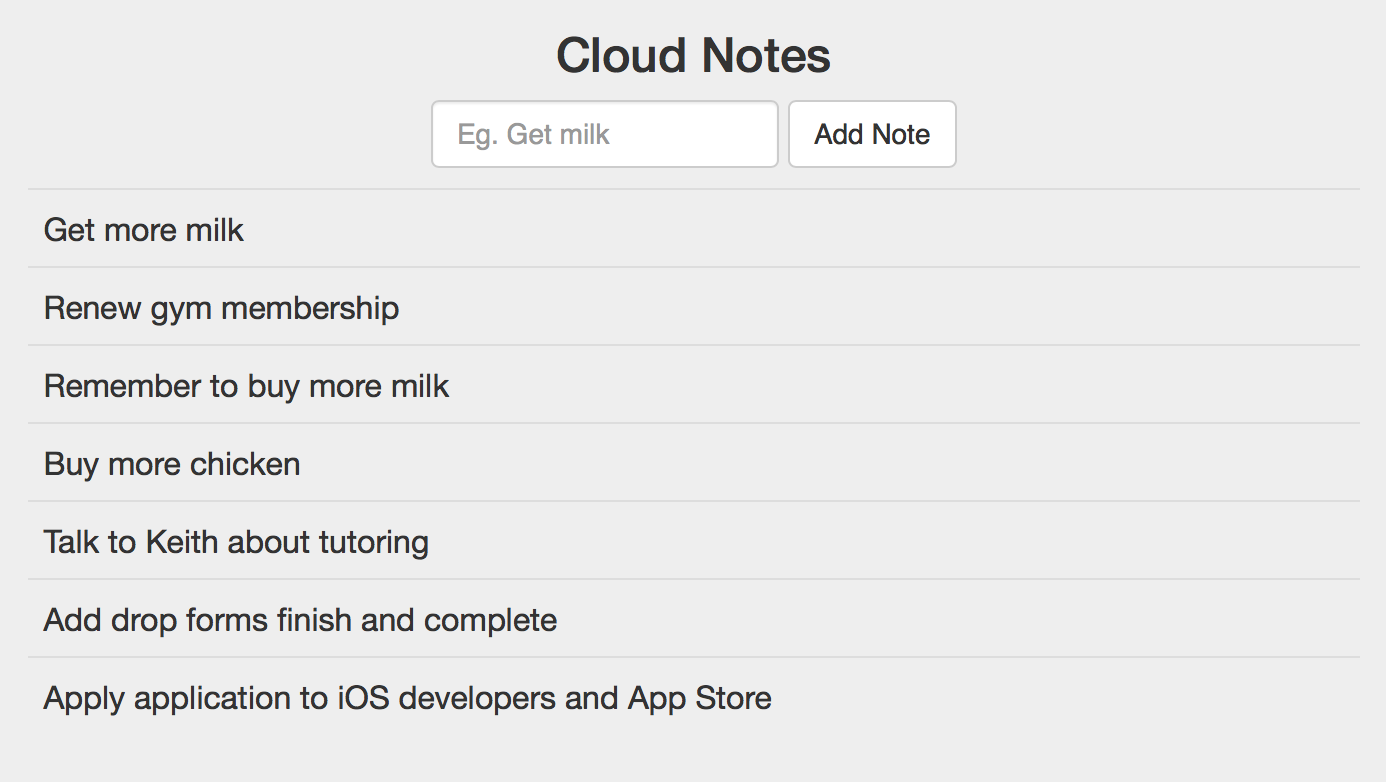 Cloud Notes
Eg. Get milk
Add Note
Get more milk
Renew gym membership
Remember to buy more milk
Buy more chicken
Talk to Keith about tutoring
Add drop forms finish and complete
Apply application to iOS developers and App Store